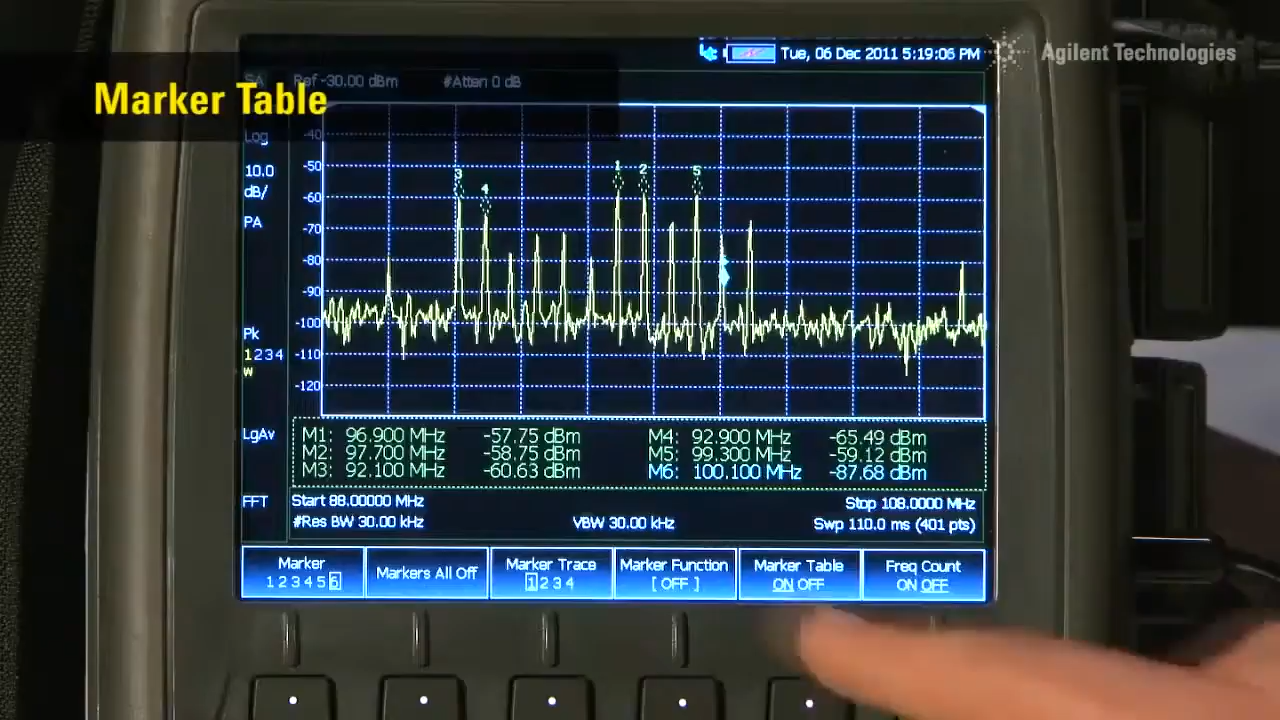 Tue, 06 Dec 2011 5:19:06 PM
Agilent Technologies
SA Ref -30.00 dBm #Atten 0 dB
Marker Table
Log
10.0
dB/
PA
Pk
1234
W
LgAv
FFT
-40
-50
-60
-70
-80
-90
-100
-110
-120
3
4
1
2
5
M1: 96.900 MHz -57.75 dBm M4: 92.900 MHz -65.49 dBm
M2: 97.700 MHz -58.75 dBm M5: 99.300 MHz -59.12 dBm
M3: 92.100 MHz -60.63 dBm M6: 100.100 MHz -87.68 dBm
Start 88.00000 MHz Stop 108.0000 MHz
#Res BW 30.00 kHz VBW 30.00 kHz Swp 110.0 ms (401 pts)
Marker
1 2 3 4 5 6
Markers All Off
Marker Trace
1 2 3 4
Marker Function
[ OFF ]
Marker Table
ON OFF
Freq Count
ON OFF